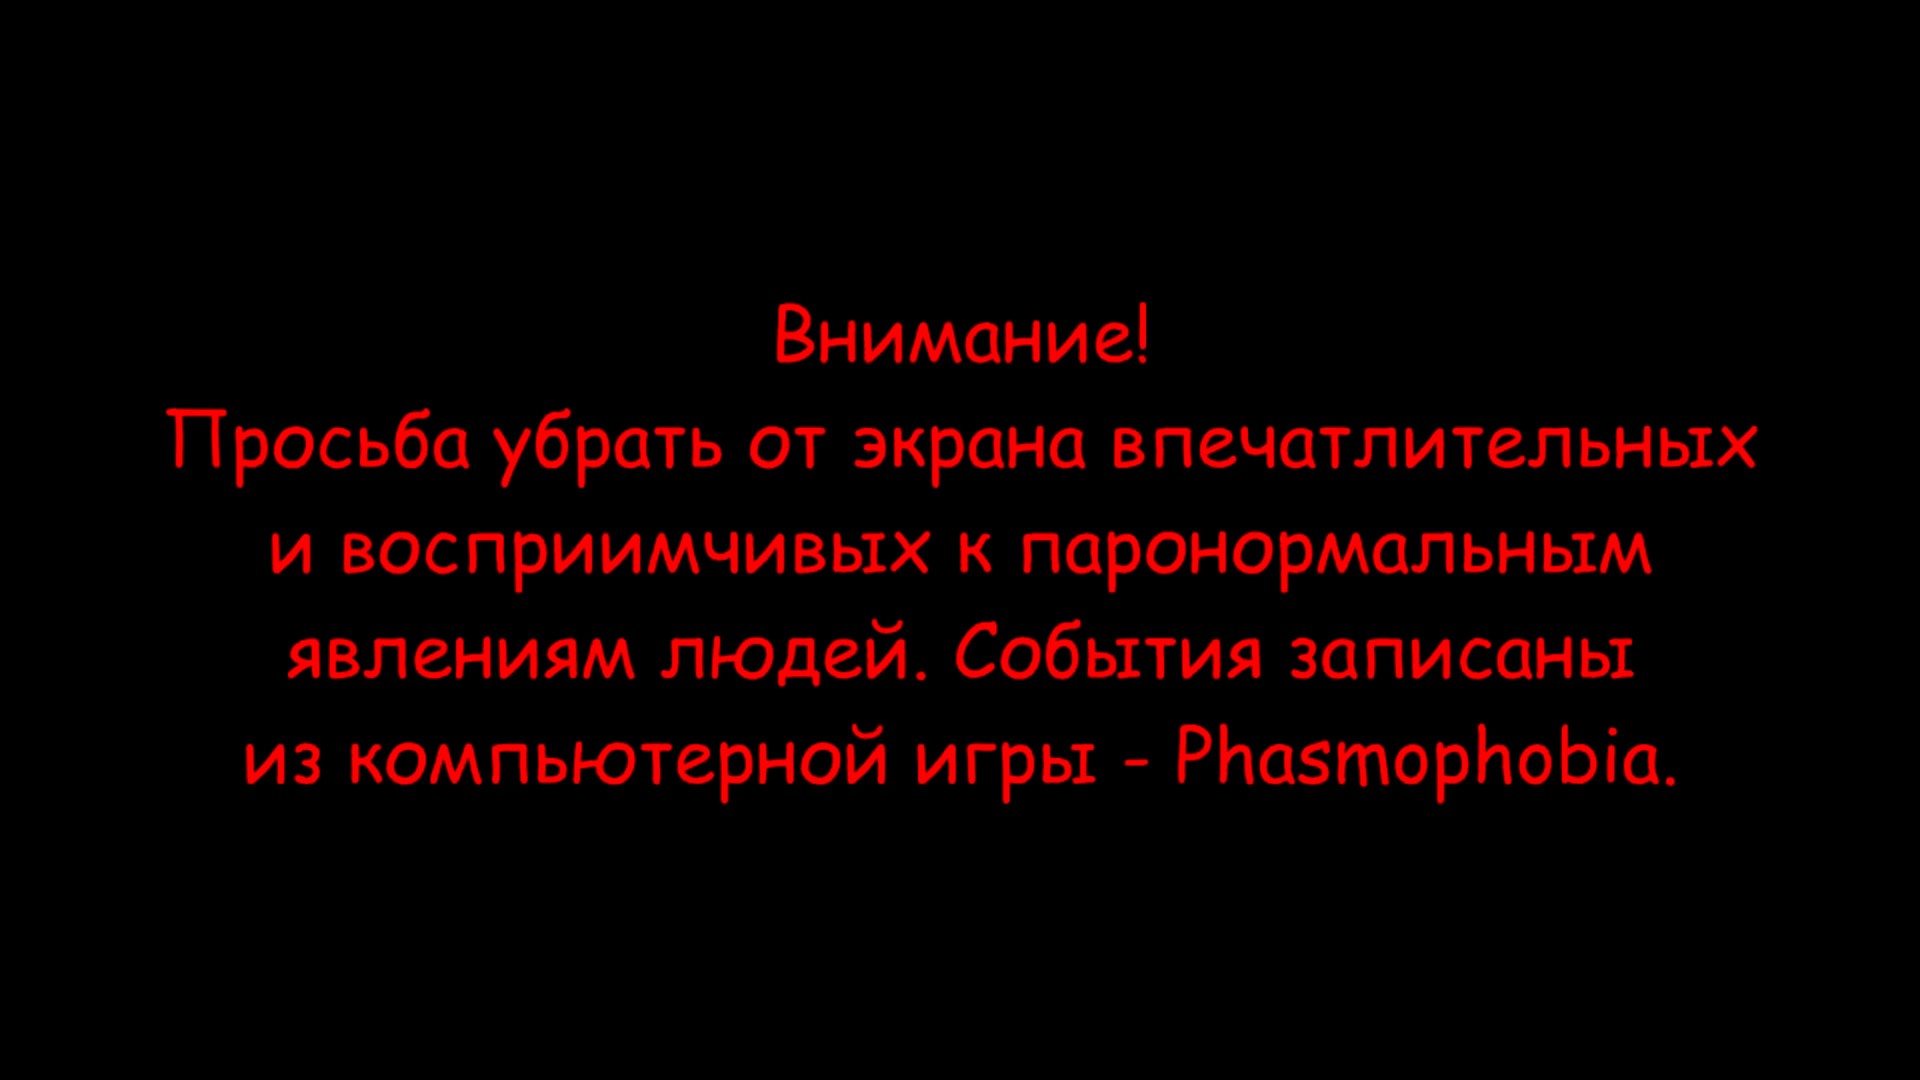 Внимание!
Просьба убрать от экрана впечатлительных
и восприимчивых к паронормальным
явлениям людей. События записаны
из компьютерной игры - Phasmophobia.